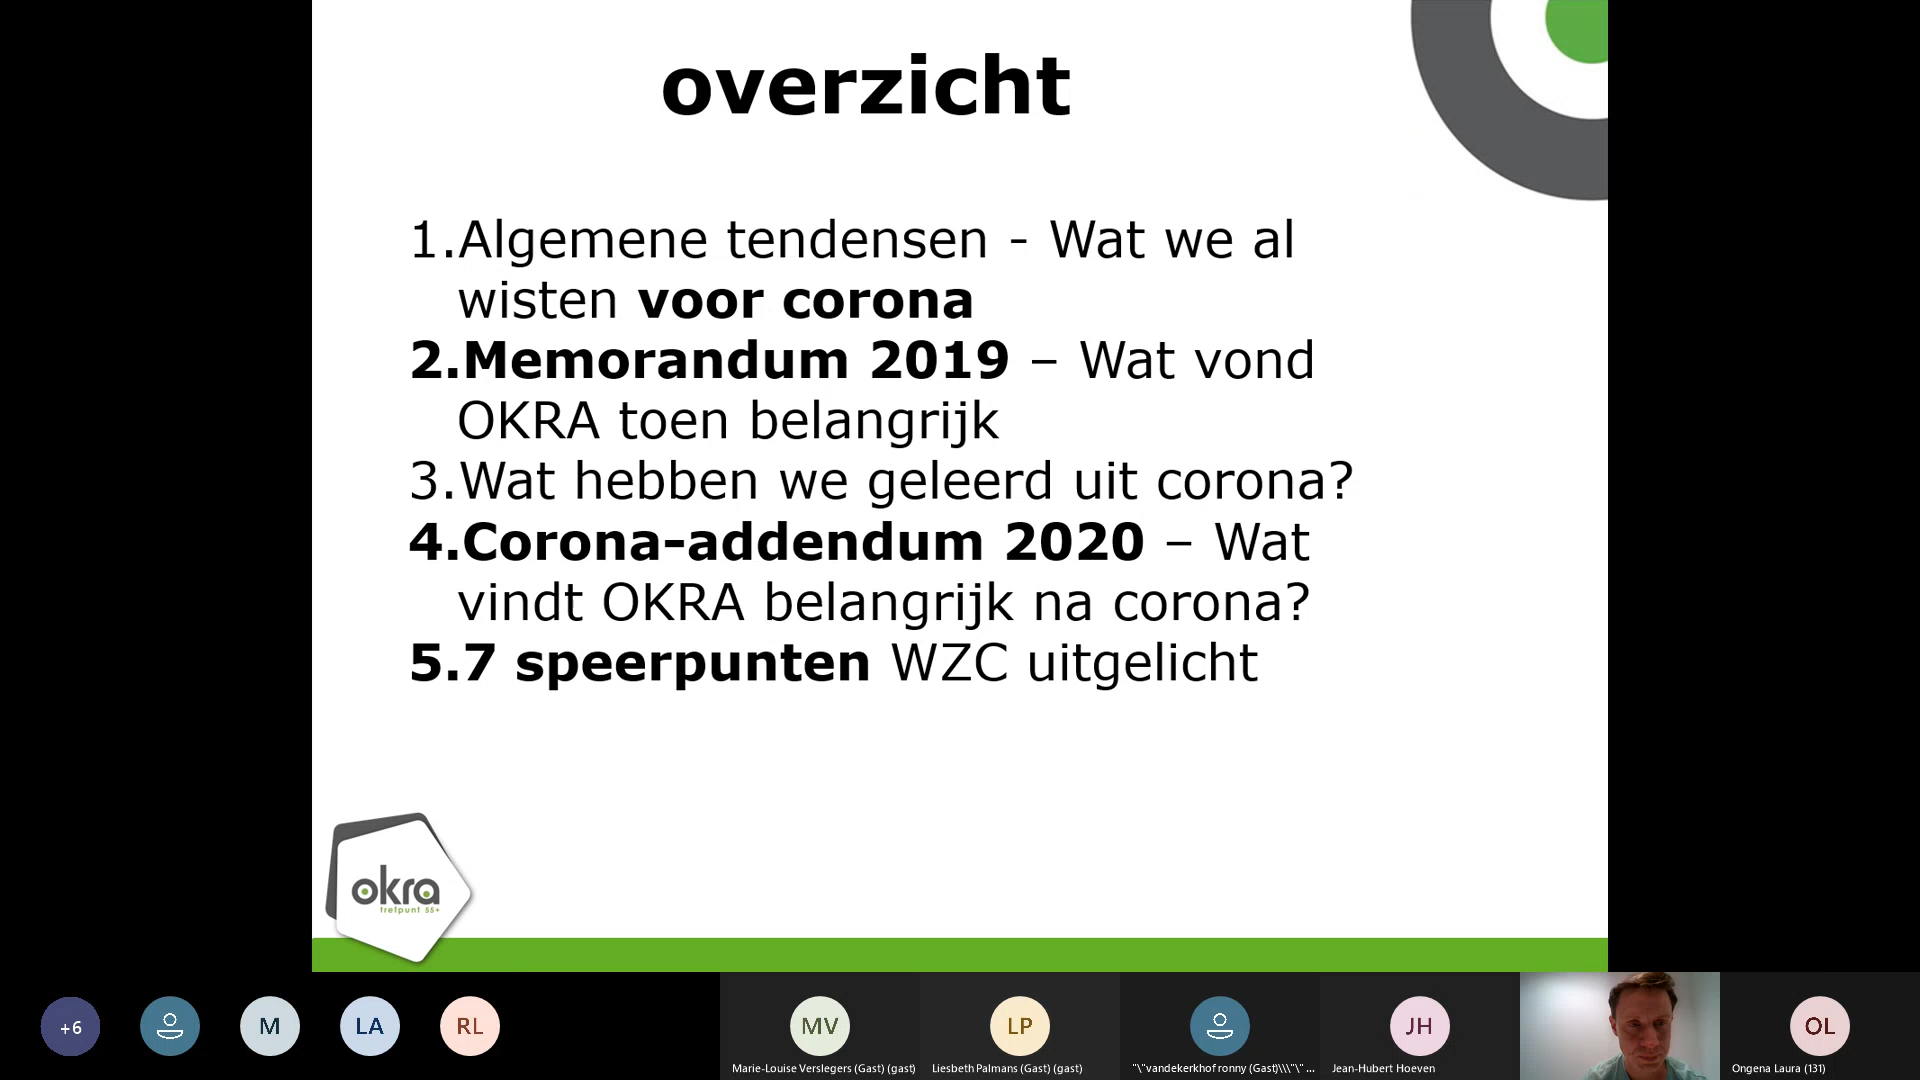 overzicht
1.Algemene tendensen - Wat we al
wisten voor corona
2.Memorandum 2019 – Wat vond
OKRA toen belangrijk
3.Wat hebben we geleerd uit corona?
4.Corona-addendum 2020 – Wat
vindt OKRA belangrijk na corona?
5.7 speerpunten WZC uitgelicht
okra
trefpunt 55+
+6
M
LA
RL
MV
LP
JH
OL
Marie-Louise Verslegers (Gast) (gast)
Liesbeth Palmans (Gast) (gast)
"\"vandekerkhof ronny (Gast)\\\"\" ...
Jean-Hubert Hoeven
Ongena Laura (131)